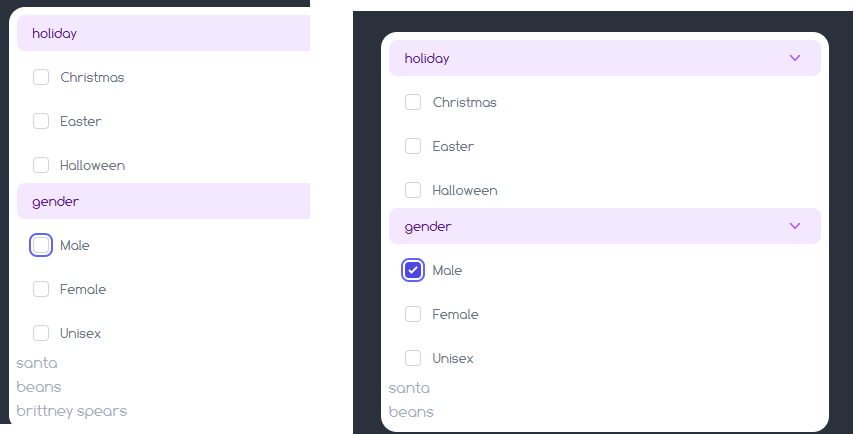 holiday
Christmas
Easter
Halloween
gender
Male
Female
Unisex
santa
beans
brittney spears
holiday
Christmas
Easter
Halloween
gender
Male
Female
Unisex
santa
beans